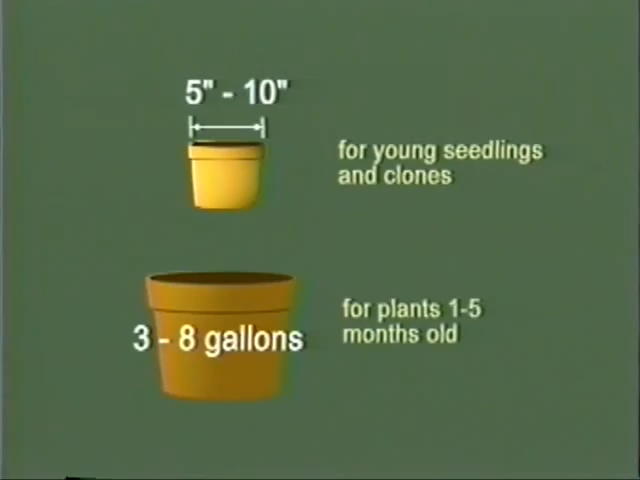 5" - 10"
for young seedlings
and clones
3 - 8 gallons
for plants 1-5
months old